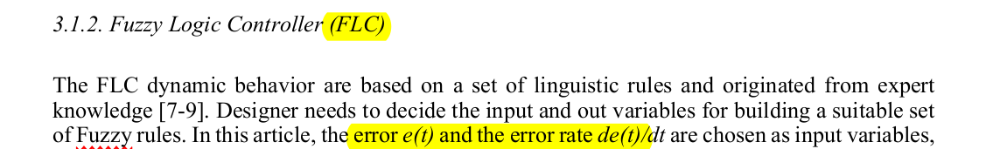 3.1.2. Fuzzy Logic Controller (FLC)
The FLC dynamic behavior are based on a set of linguistic rules and originated from expert
knowledge [7-9]. Designer needs to decide the input and out variables for building a suitable set
of Fuzzy rules. In this article, the error e(t) and the error rate de(t)/dt are chosen as input variables,